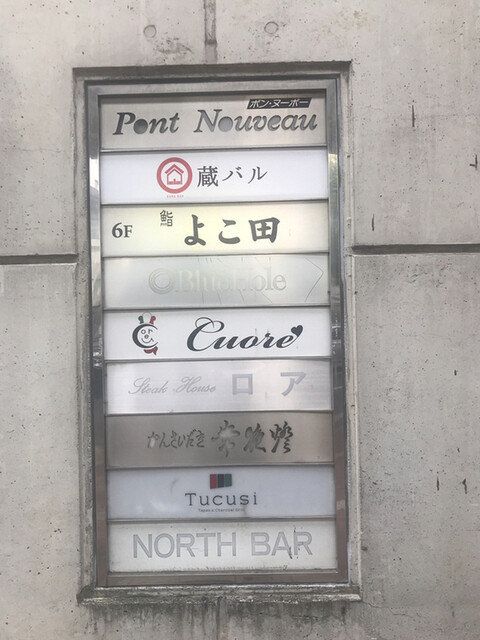 ポン・ヌーボー
Pont Nouveau
蔵バル
鮨
6F よこ田
BlueHole
Cuore
Steak House ロア
Tucusi
NORTH BAR